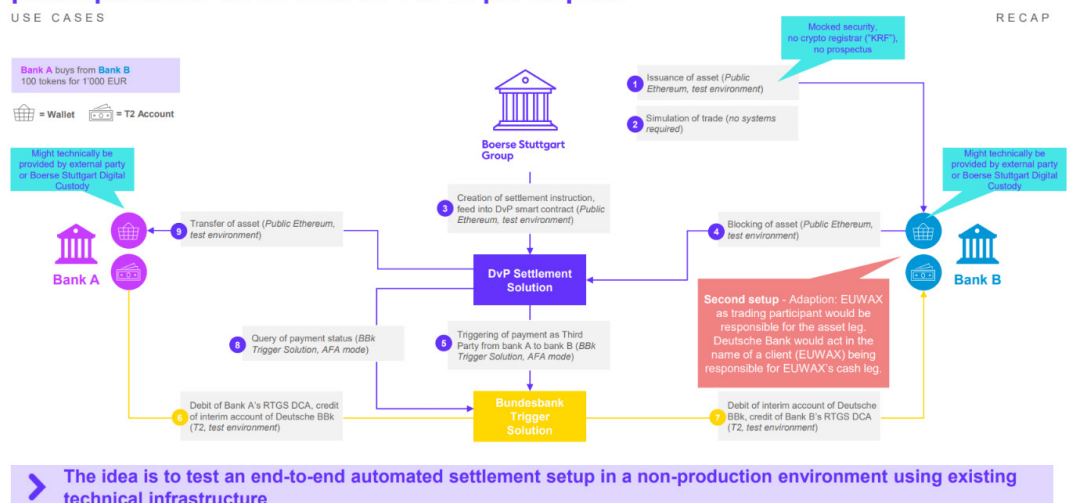 USE CASES
RECAP
Mocked security,
no crypto registrar ("KRF"),
no prospectus
Bank A buys from Bank B
100 tokens for 1'000 EUR
= Wallet
= T2 Account
Boerse Stuttgart
Group
1
Issuance of asset (Public
Ethereum, test environment)
2
Simulation of trade (no systems
required)
Might technically be
provided by external party
or Boerse Stuttgart Digital
Custody
Might technically be
provided by external party
or Boerse Stuttgart Digital
Custody
3
Creation of settlement instruction,
feed into DvP smart contract (Public
Ethereum, test environment)
9
Transfer of asset (Public Ethereum,
test environment)
4
Blocking of asset (Public Ethereum,
test environment)
Bank A
Bank B
DvP Settlement
Solution
Second setup - Adaption: EUWAX
as trading participant would be
responsible for the asset leg.
Deutsche Bank would act in the
name of a client (EUWAX) being
responsible for EUWAX's cash leg.
8
Query of payment status (BBk
Trigger Solution, AFA mode)
5
Triggering of payment as Third
Party from bank A to bank B (BBk
Trigger Solution, AFA mode)
6
Debit of Bank A's RTGS DCA, credit
of interim account of Deutsche BBk
(T2, test environment)
Bundesbank
Trigger
Solution
7
Debit of interim account of Deutsche
BBk, credit of Bank B's RTGS DCA
(T2, test environment)
The idea is to test an end-to-end automated settlement setup in a non-production environment using existing
technical infrastructure